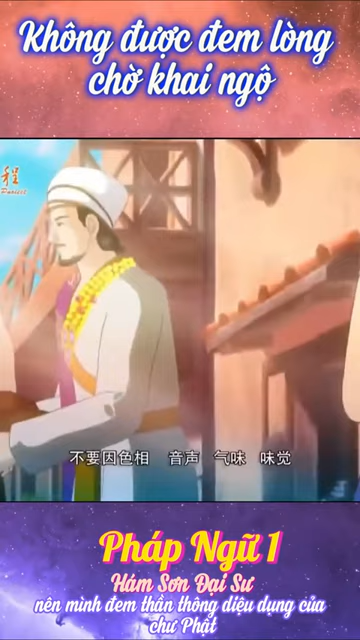 Không được đem lòng
chờ khai ngộ
不要因色相 音声 气味 味觉
Pháp Ngữ 1
Hám Sơn Đại Sư
nên mình đem thần thông diệu dụng của
chư Phật